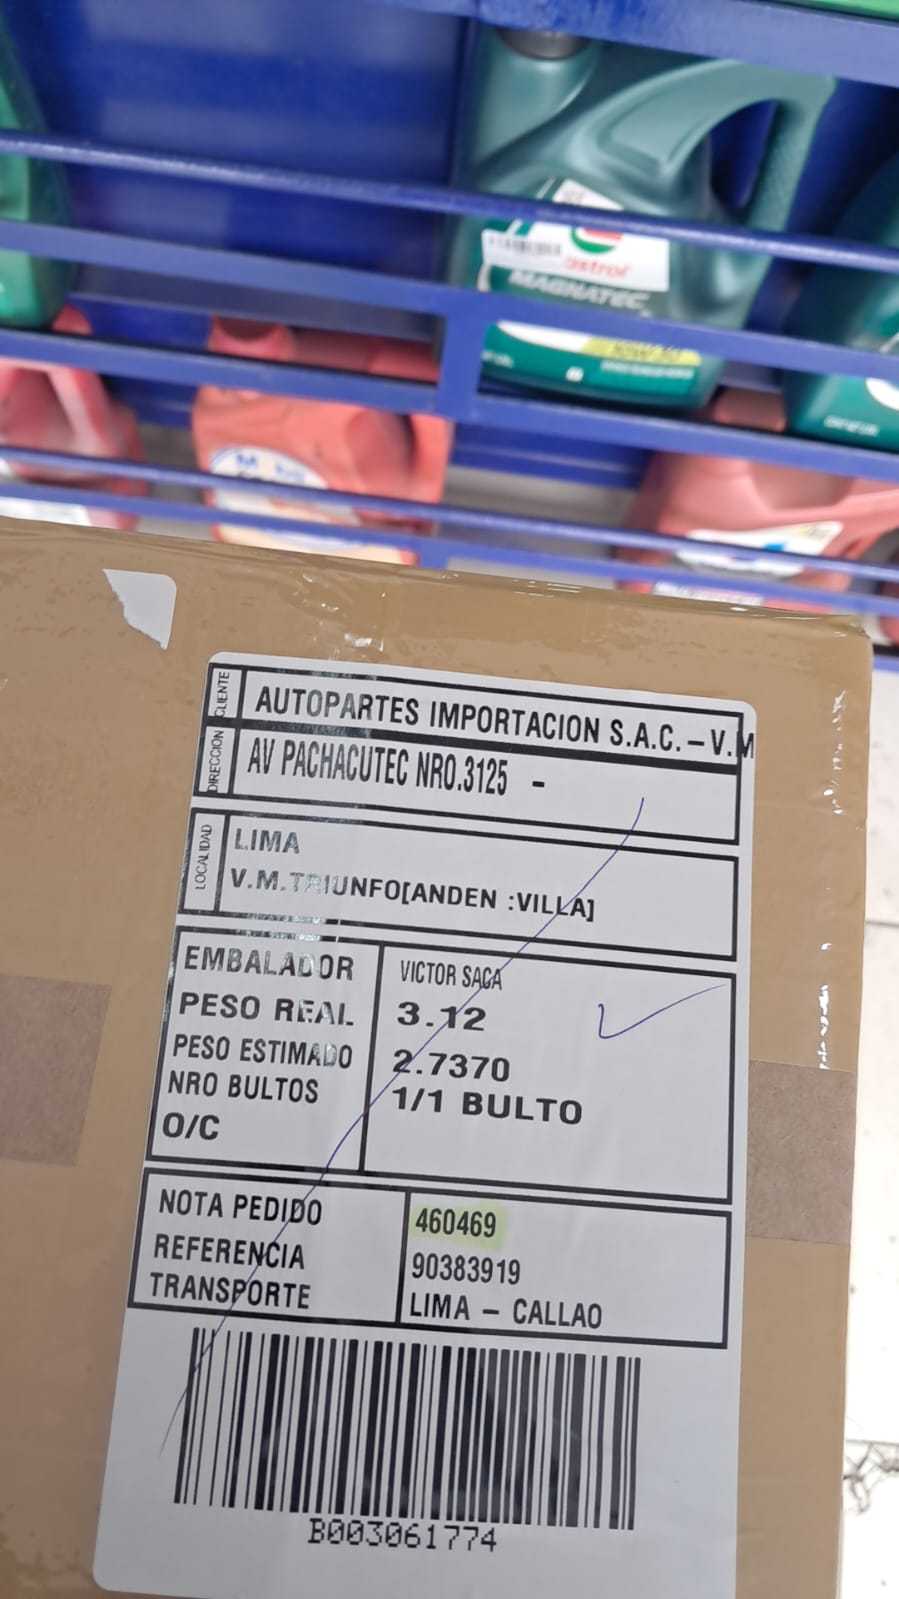 Castrol
MAGNATEC
CLIENTE
AUTOPARTES IMPORTACION S.A.C.-V.M
DIRECCION
AV PACHACUTEC NRO.3125 -
LOCALIDAD
LIMA
V.M.TRIUNFO[ANDEN :VILLA]
EMBALADOR VICTOR SACA
PESO REAL 3.12
PESO ESTIMADO 2.7370
NRO BULTOS 1/1 BULTO
O/C
NOTA PEDIDO 460469
REFERENCIA 90383919
TRANSPORTE LIMA - CALLAO
B003061774